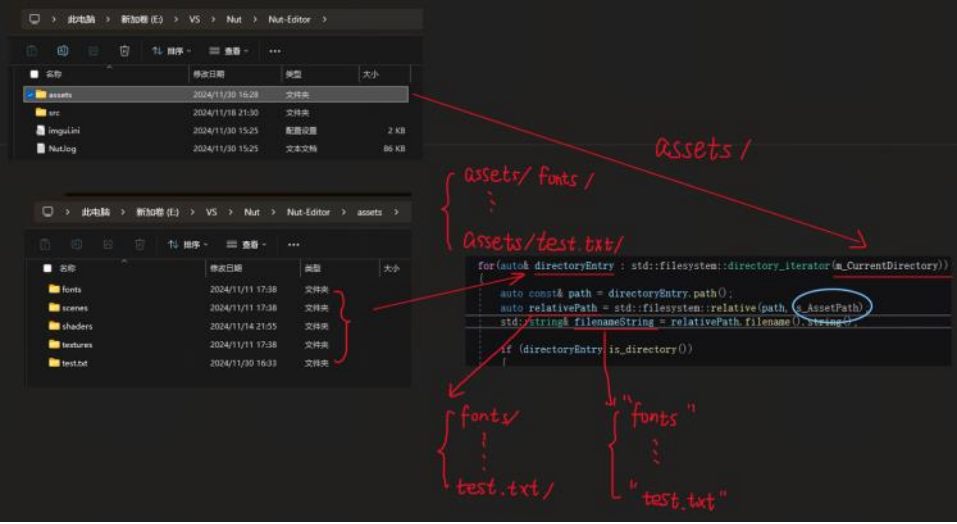 此电脑 > 新加卷 (E:) > VS > Nut > Nut-Editor >
排序 查看 ...
名称 修改日期 类型 大小
assets 2024/11/30 16:28 文件夹
src 2024/11/18 21:30 文件夹
imgui.ini 2024/11/30 15:25 配置设置 2 KB
Nut.log 2024/11/30 15:25 文本文档 86 KB
assets /
assets/ fonts /
⋮
assets/test.txt/
此电脑 > 新加卷 (E:) > VS > Nut > Nut-Editor > assets >
排序 查看 ...
名称 修改日期 类型 大小
fonts 2024/11/11 17:38 文件夹
scenes 2024/11/11 17:38 文件夹
shaders 2024/11/14 21:55 文件夹
textures 2024/11/11 17:38 文件夹
test.txt 2024/11/30 16:33 文件夹
for(auto& directoryEntry : std::filesystem::directory_iterator(m_CurrentDirectory))
{
auto const& path = directoryEntry.path();
auto relativePath = std::filesystem::relative(path, s_AssetPath)
std::string& filenameString = relativePath.filename().string();
if (directoryEntry.is_directory())
{
fonts/
⋮
test.txt/
"fonts"
⋮
"test.txt"